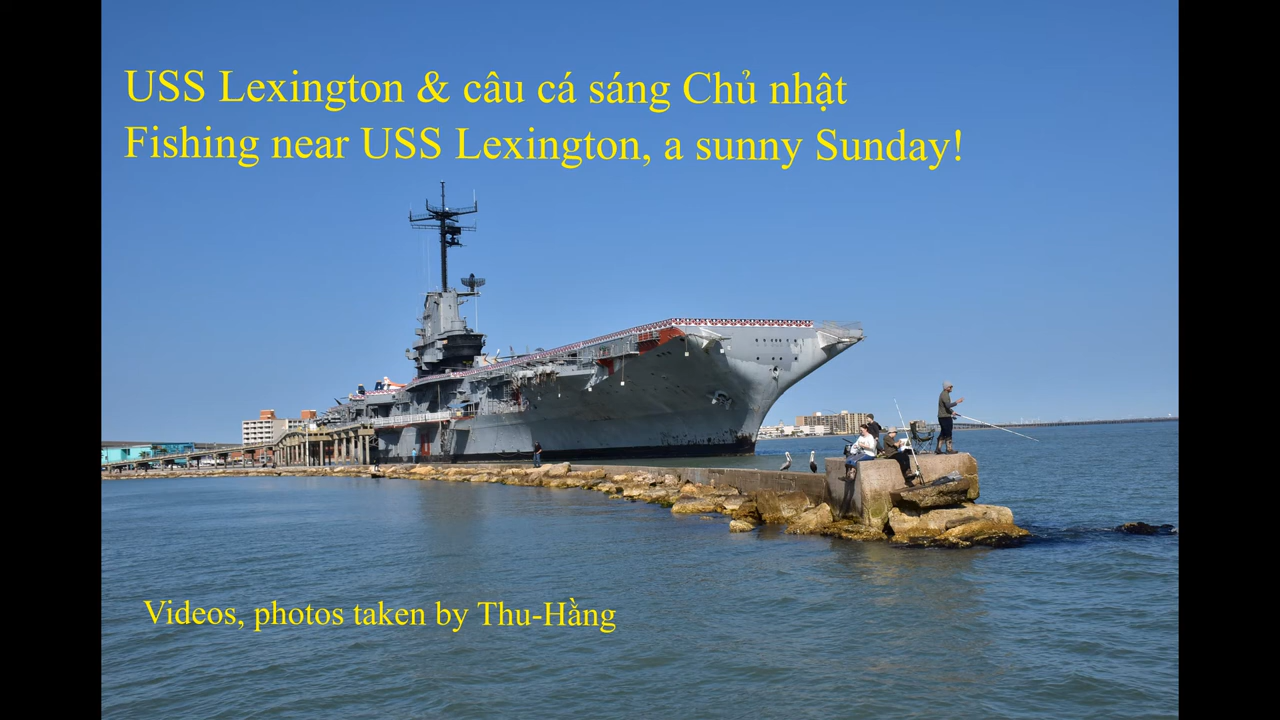 USS Lexington & câu cá sáng Chủ nhật
Fishing near USS Lexington, a sunny Sunday!
Videos, photos taken by Thu-Hằng